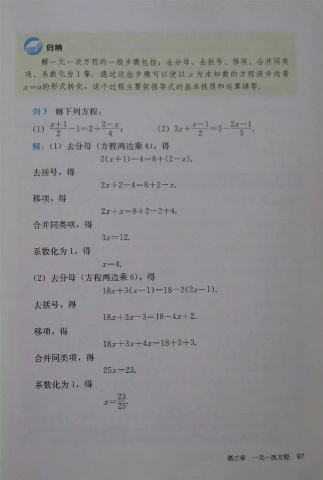 归纳
解一元一次方程的一般步骤包括：去分母、去括号、移项、合并同类
项、系数化为1等．通过这些步骤可以使以x为未知数的方程逐步向着
x=a的形式转化，这个过程主要依据等式的基本性质和运算律等．
例3 解下列方程：
(1) \frac{x+1}{2}-1=2+\frac{2-x}{4}； (2) 3x+\frac{x-1}{2}=3-\frac{2x-1}{3}.
解：(1) 去分母（方程两边乘4），得
2(x+1)-4=8+(2-x).
去括号，得
2x+2-4=8+2-x.
移项，得
2x+x=8+2-2+4.
合并同类项，得
3x=12.
系数化为1，得
x=4.
(2) 去分母（方程两边乘6），得
18x+3(x-1)=18-2(2x-1).
去括号，得
18x+3x-3=18-4x+2.
移项，得
18x+3x+4x=18+2+3.
合并同类项，得
25x=23.
系数化为1，得
x=\frac{23}{25}.
第三章 一元一次方程 97